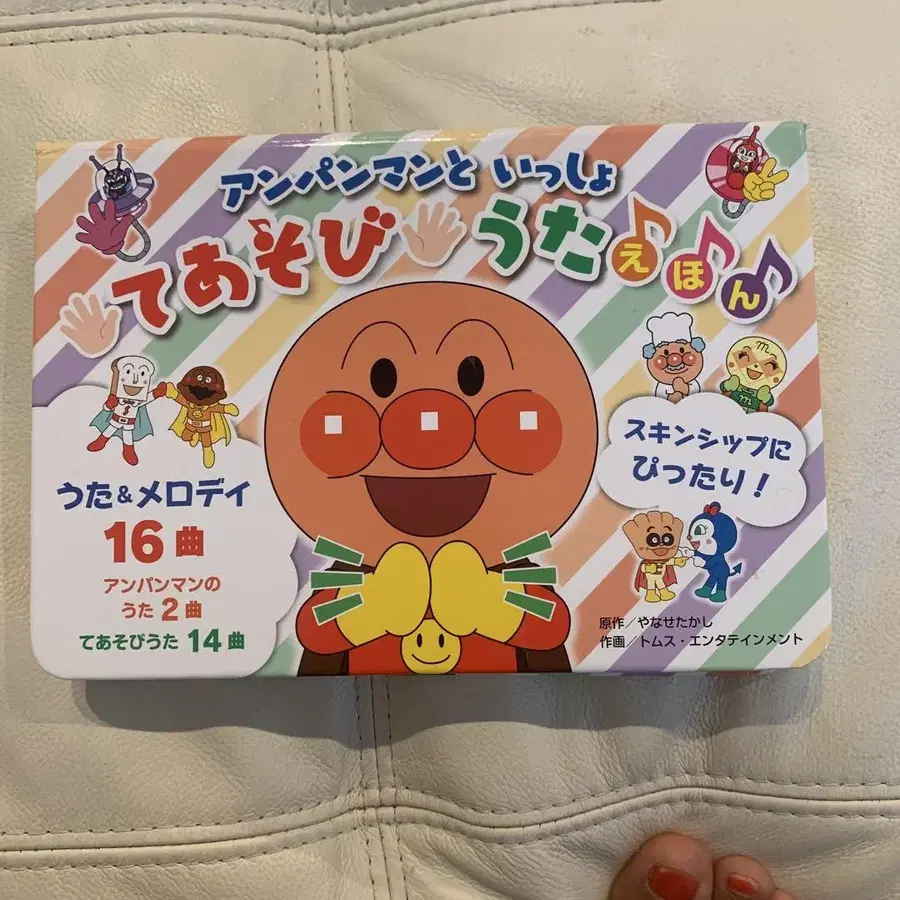 アンパンマンと いっしょ
てあそび うた えほん
うた&メロディ
16曲
アンパンマンの
うた 2曲
てあそびうた 14曲
スキンシップに
ぴったり!
原作/やなせたかし
作画/トムス・エンタテインメント